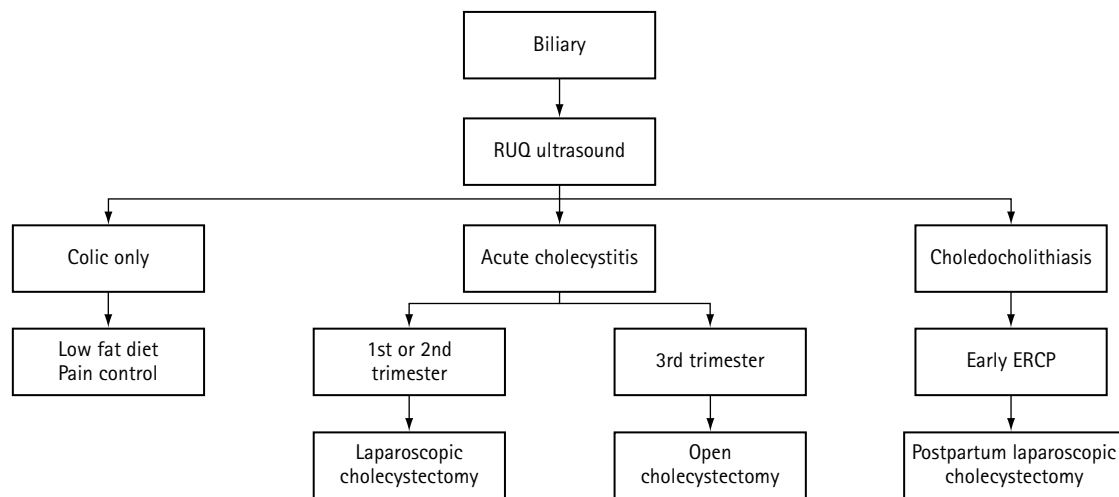 Biliary
RUQ ultrasound
Colic only
Acute cholecystitis
Choledocholithiasis
Low fat diet
Pain control
1st or 2nd
trimester
3rd trimester
Early ERCP
Laparoscopic
cholecystectomy
Open
cholecystectomy
Postpartum laparoscopic
cholecystectomy